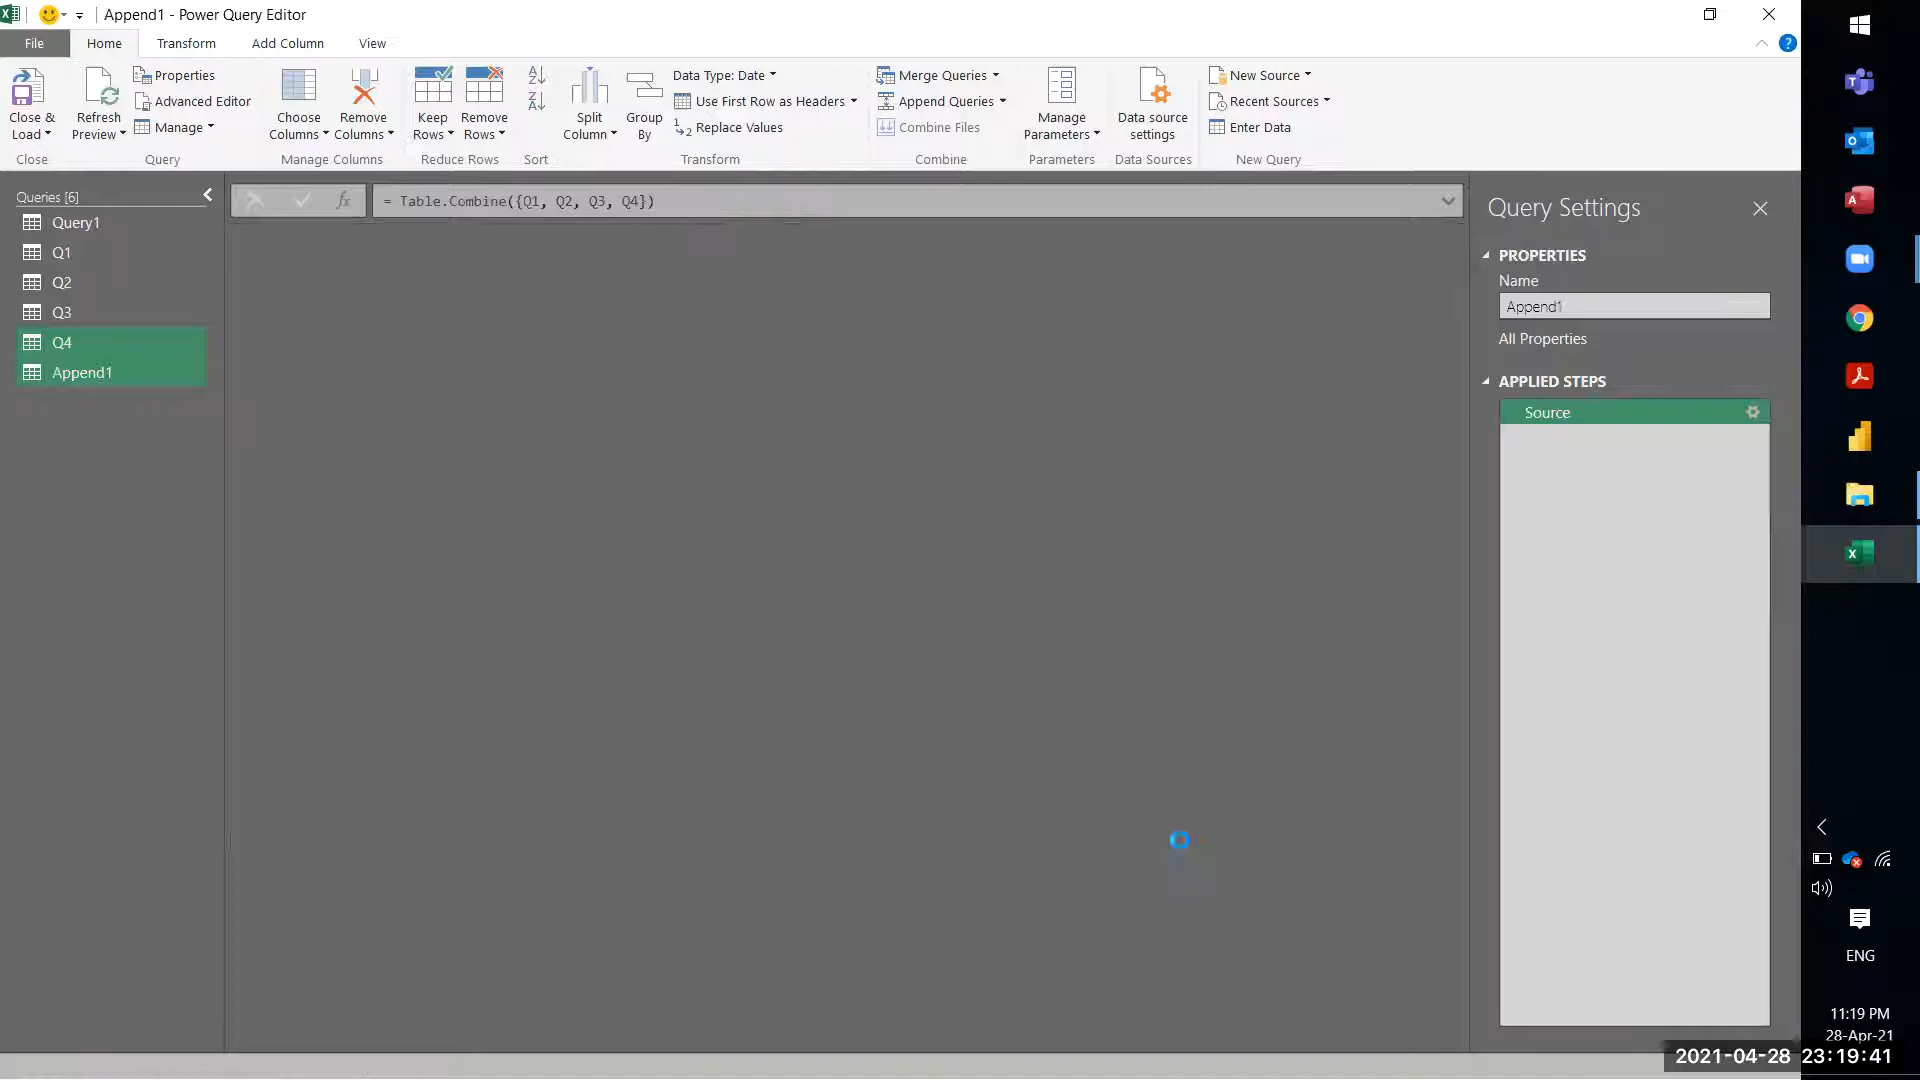 Append1 - Power Query Editor
File
Home
Transform
Add Column
View
Close & Load
Close
Refresh Preview
Properties
Advanced Editor
Manage
Query
Choose Columns
Remove Columns
Manage Columns
Keep Rows
Remove Rows
Reduce Rows
Sort
Split Column
Group By
Data Type: Date
Use First Row as Headers
Replace Values
Transform
Merge Queries
Append Queries
Combine Files
Combine
Manage Parameters
Parameters
Data source settings
Data Sources
New Source
Recent Sources
Enter Data
New Query
Queries [6]
Query1
Q1
Q2
Q3
Q4
Append1
fx
= Table.Combine({Q1, Q2, Q3, Q4})
Query Settings
PROPERTIES
Name
Append1
All Properties
APPLIED STEPS
Source
ENG
11:19 PM
28-Apr-21
2021-04-28 23:19:41